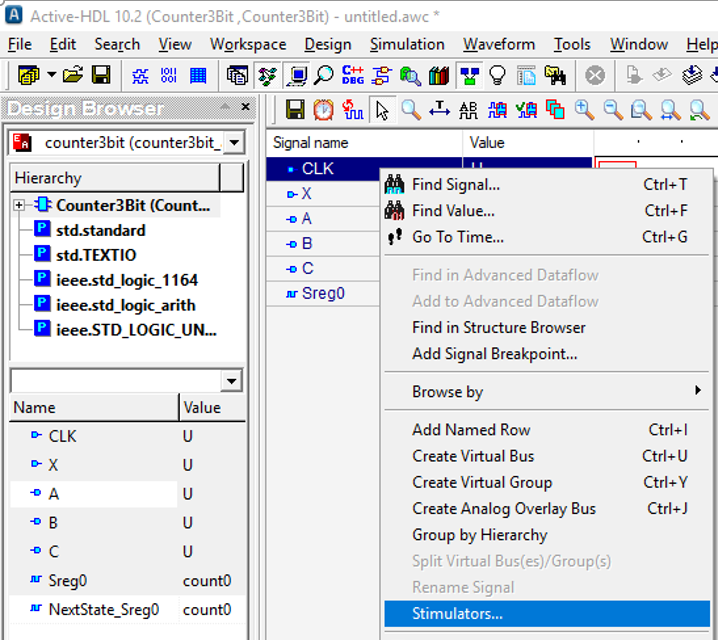 Active-HDL 10.2 (Counter3Bit ,Counter3Bit) - untitled.awc *
File Edit Search View Workspace Design Simulation Waveform Tools Window Help
C++ DBG
Design Browser
counter3bit (counter3bit_
Hierarchy
Counter3Bit (Count...
std.standard
std.TEXTIO
ieee.std_logic_1164
ieee.std_logic_arith
ieee.STD_LOGIC_UN...
Name Value
CLK U
X U
A U
B U
C U
Sreg0 count0
NextState_Sreg0 count0
Signal name Value
CLK U
X
A
B
C
Sreg0
Find Signal... Ctrl+T
Find Value... Ctrl+F
Go To Time... Ctrl+G
Find in Advanced Dataflow
Add to Advanced Dataflow
Find in Structure Browser
Add Signal Breakpoint...
Browse by
Add Named Row Ctrl+I
Create Virtual Bus Ctrl+U
Create Virtual Group Ctrl+Y
Create Analog Overlay Bus Ctrl+J
Group by Hierarchy
Split Virtual Bus(es)/Group(s)
Rename Signal
Stimulators...